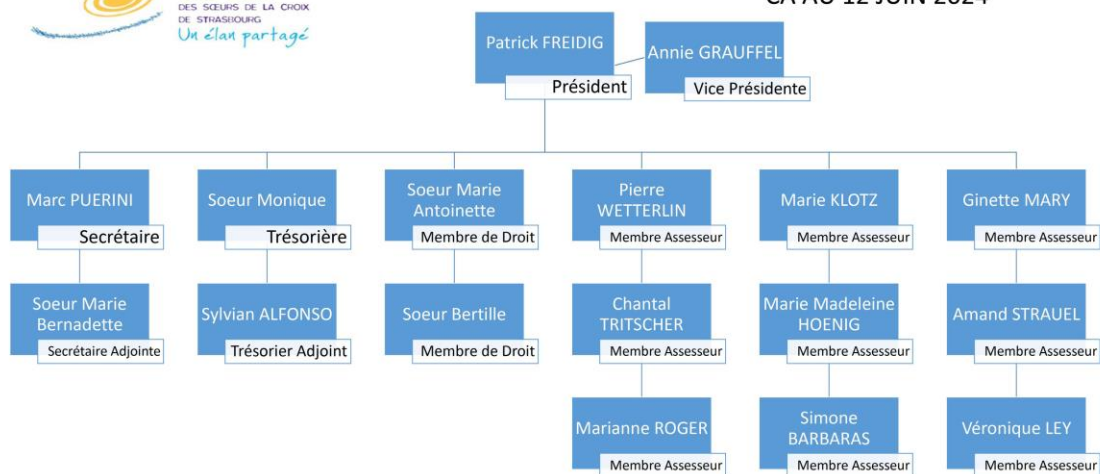 DES SŒURS DE LA CROIX
DE STRASBOURG
Un élan partagé
CA AU 12 JUIN 2024
Patrick FREIDIG
Président
Annie GRAUFFEL
Vice Présidente
Marc PUERINI
Secrétaire
Soeur Monique
Trésorière
Soeur Marie
Antoinette
Membre de Droit
Pierre
WETTERLIN
Membre Assesseur
Marie KLOTZ
Membre Assesseur
Ginette MARY
Membre Assesseur
Soeur Marie
Bernadette
Secrétaire Adjointe
Sylvian ALFONSO
Trésorier Adjoint
Soeur Bertille
Membre de Droit
Chantal
TRITSCHER
Membre Assesseur
Marie Madeleine
HOENIG
Membre Assesseur
Amand STRAUEL
Membre Assesseur
Marianne ROGER
Membre Assesseur
Simone
BARBARAS
Membre Assesseur
Véronique LEY
Membre Assesseur